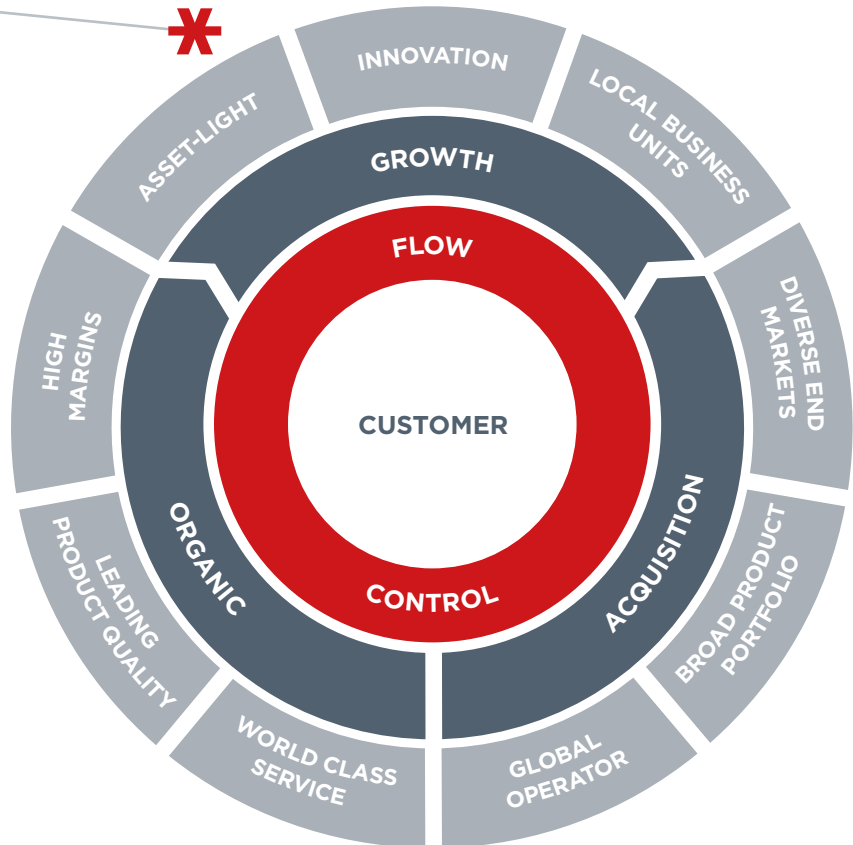 INNOVATION
LOCAL BUSINESS
UNITS
DIVERSE END
MARKETS
BROAD PRODUCT
PORTFOLIO
GLOBAL
OPERATOR
WORLD CLASS
SERVICE
LEADING
PRODUCT QUALITY
HIGH
MARGINS
ASSET-LIGHT
GROWTH
ACQUISITION
ORGANIC
FLOW
CONTROL
CUSTOMER